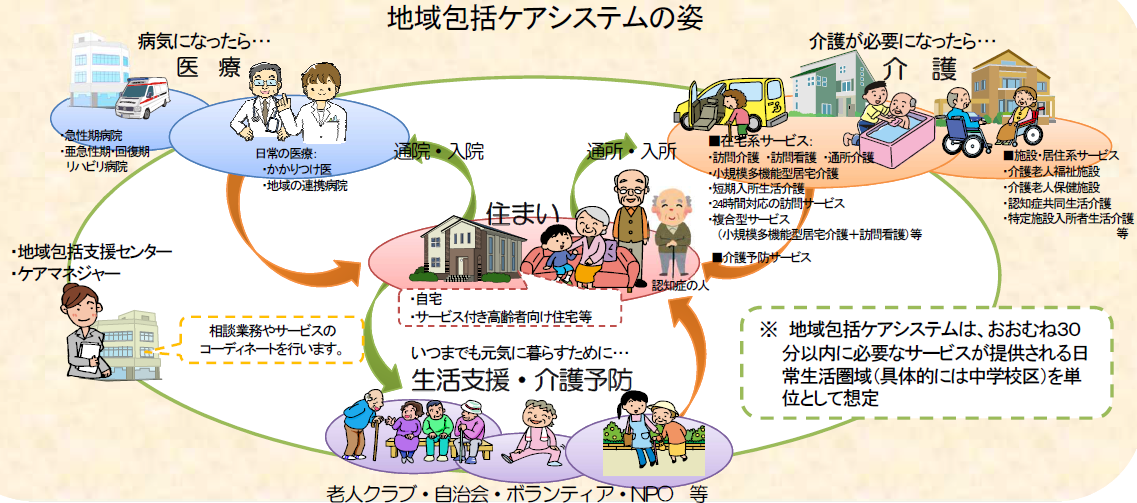 地域包括ケアシステムの姿
病気になったら…
医 療
・急性期病院
・亜急性期・回復期
リハビリ病院
日常の医療:
・かかりつけ医
・地域の連携病院
通院・入院
通所・入所
介護が必要になったら…
介 護
■在宅系サービス:
・訪問介護 ・訪問看護 ・通所介護
・小規模多機能型居宅介護
・短期入所生活介護
・24時間対応の訪問サービス
・複合型サービス
(小規模多機能型居宅介護+訪問看護)等
■介護予防サービス
■施設・居住系サービス
・介護老人福祉施設
・介護老人保健施設
・認知症共同生活介護
・特定施設入所者生活介護
等
住まい
認知症の人
・自宅
・サービス付き高齢者向け住宅等
・地域包括支援センター
・ケアマネジャー
相談業務やサービスの
コーディネートを行います。
いつまでも元気に暮らすために…
生活支援・介護予防
老人クラブ・自治会・ボランティア・NPO 等
※ 地域包括ケアシステムは、おおむね30
分以内に必要なサービスが提供される日
常生活圏域(具体的には中学校区)を単
位として想定